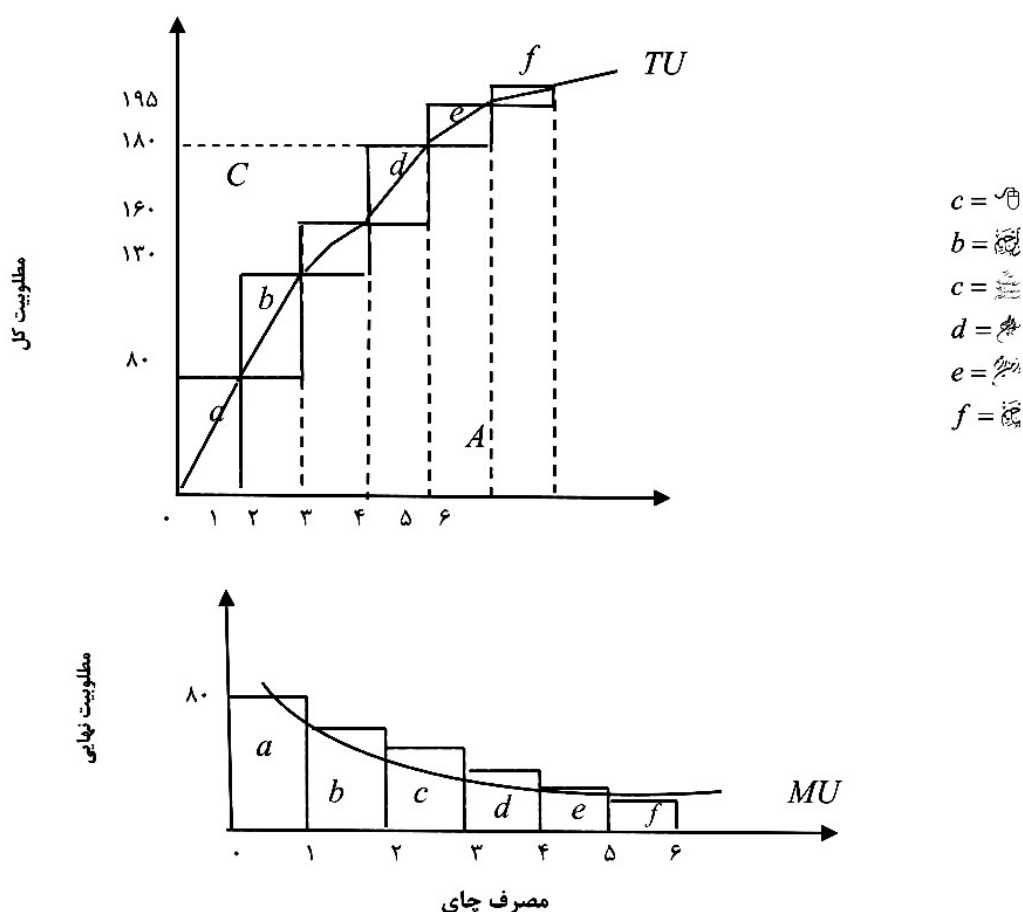 f
TU
۱۹۵
e
۱۸۰
C
d
۱۶۰
c =
۱۳۰
b
b =
c =
۸۰
d =
a
e =
A
f =
۰ ۱ ۲ ۳ ۴ ۵ ۶
مطلوبیت کل
۸۰
a
b
c
d
e
f
MU
۰ ۱ ۲ ۳ ۴ ۵ ۶
مطلوبیت نهایی
مصرف چای